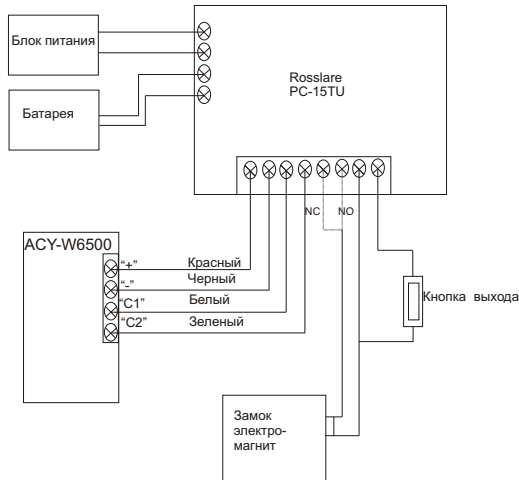 Блок питания
Батарея
Rosslare
PC-15TU
NC
NO
ACY-W6500
"+"
Красный
"-"
Черный
"C1"
Белый
"C2"
Зеленый
Кнопка выхода
Замок
электро-
магнит